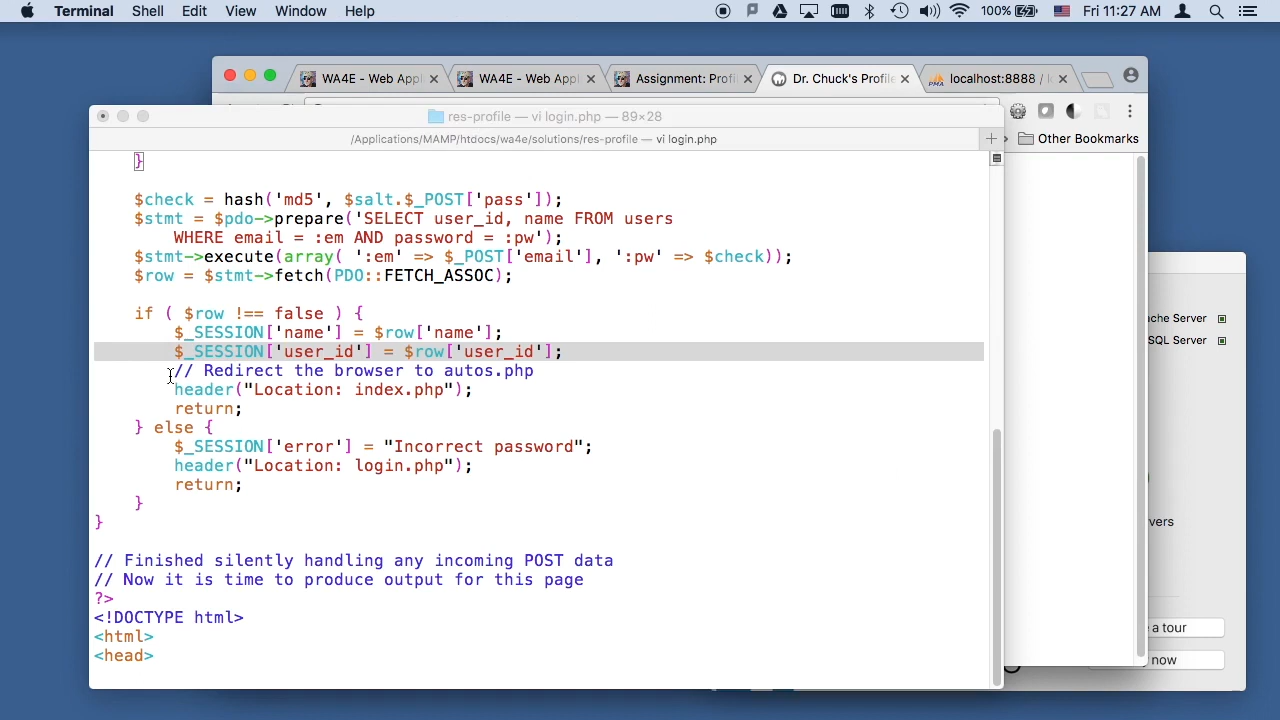 Terminal Shell Edit View Window Help 100% Fri 11:27 AM
WA4E - Web Appl WA4E - Web Appl Assignment: Profi Dr. Chuck's Profile localhost:8888 /
res-profile — vi login.php — 89×28
/Applications/MAMP/htdocs/wa4e/solutions/res-profile — vi login.php
Other Bookmarks
}
$check = hash('md5', $salt.$_POST['pass']);
$stmt = $pdo->prepare('SELECT user_id, name FROM users
WHERE email = :em AND password = :pw');
$stmt->execute(array( ':em' => $_POST['email'], ':pw' => $check));
$row = $stmt->fetch(PDO::FETCH_ASSOC);
if ( $row !== false ) {
$_SESSION['name'] = $row['name'];
$_SESSION['user_id'] = $row['user_id'];
// Redirect the browser to autos.php
header("Location: index.php");
return;
} else {
$_SESSION['error'] = "Incorrect password";
header("Location: login.php");
return;
}
}
// Finished silently handling any incoming POST data
// Now it is time to produce output for this page
?>
<!DOCTYPE html>
<html>
<head>
che Server
SQL Server
vers
a tour
now